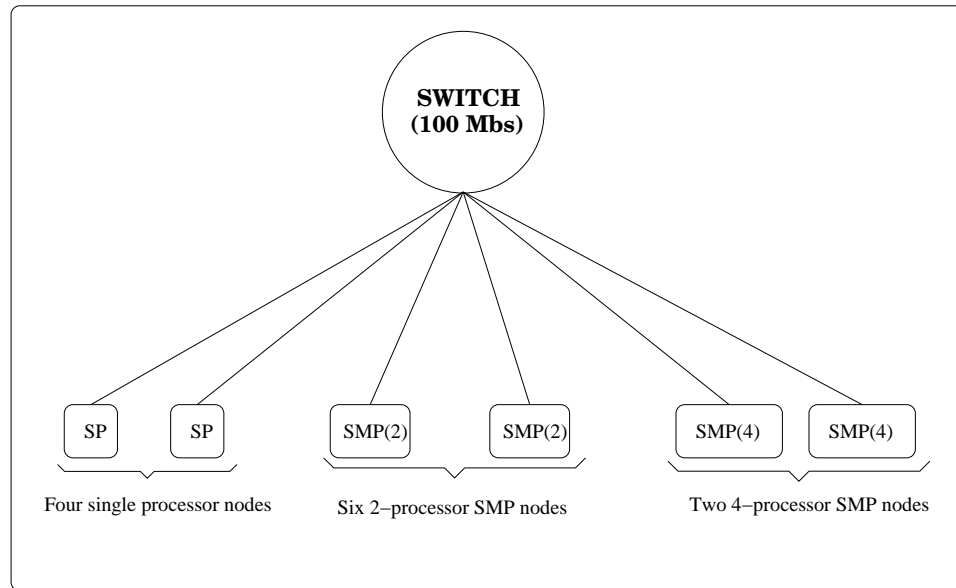 SWITCH
(100 Mbs)
SP
SP
SMP(2)
SMP(2)
SMP(4)
SMP(4)
Four single processor nodes
Six 2−processor SMP nodes
Two 4−processor SMP nodes